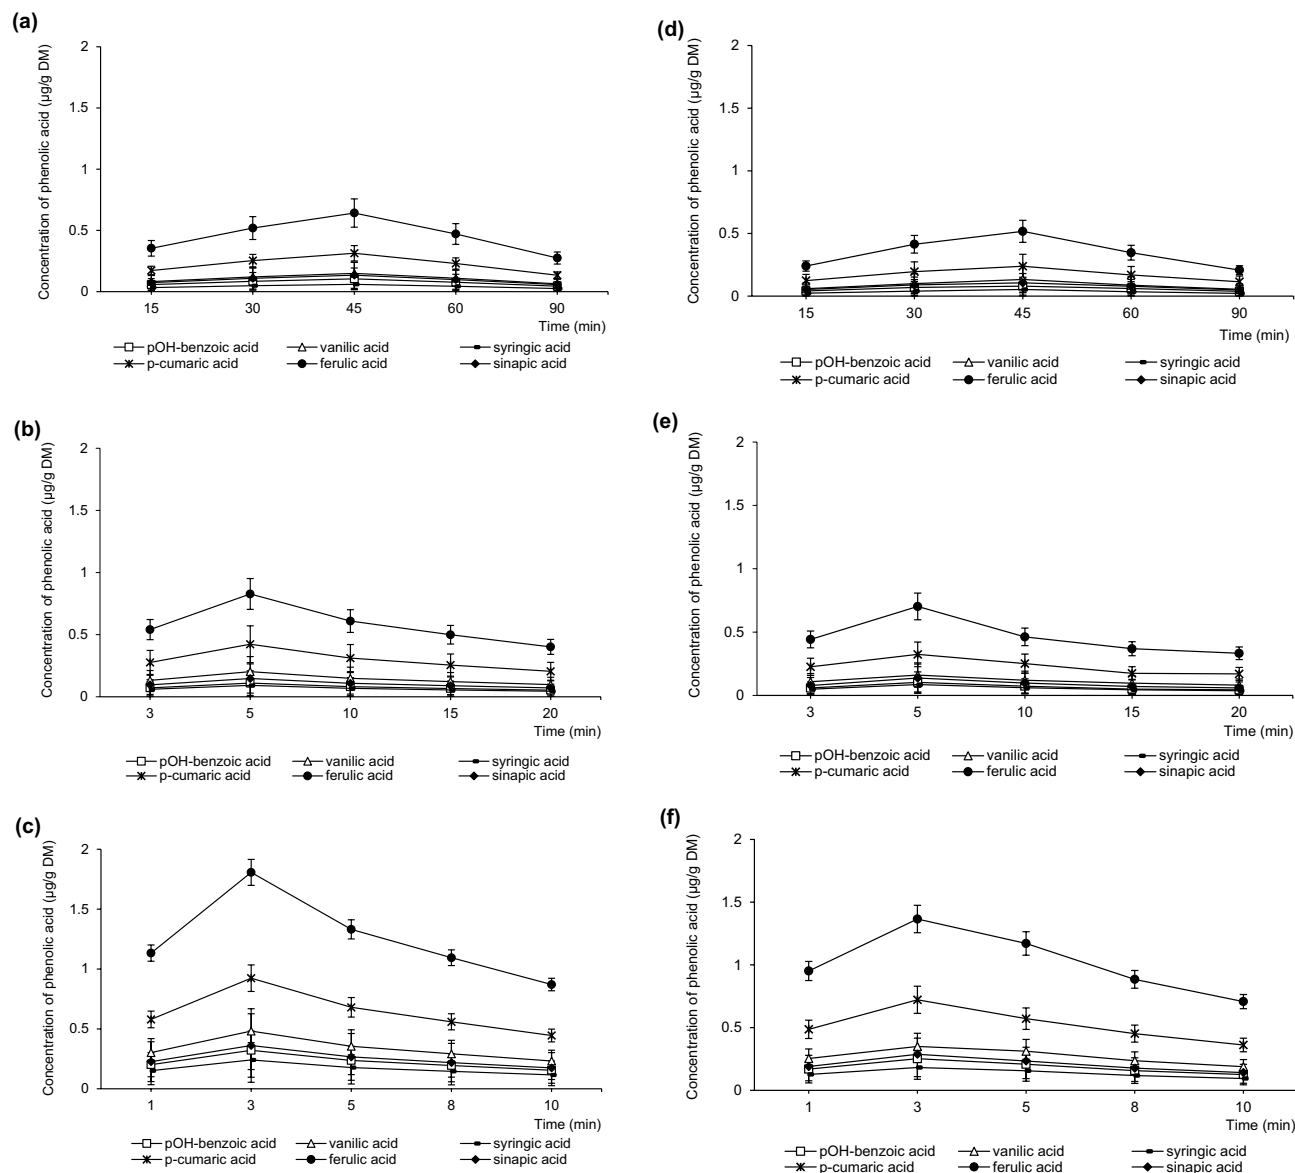 (a)
Concentration of phenolic acid (µg/g DM)
2
1.5
1
0.5
0
15 30 45 60 90
Time (min)
pOH-benzoic acid vanilic acid syringic acid
p-cumaric acid ferulic acid sinapic acid
(d)
Concentration of phenolic acid (µg/g DM)
2
1.5
1
0.5
0
15 30 45 60 90
Time (min)
pOH-benzoic acid vanilic acid syringic acid
p-cumaric acid ferulic acid sinapic acid
(b)
Concentration of phenolic acid (µg/g DM)
2
1.5
1
0.5
0
3 5 10 15 20
Time (min)
pOH-benzoic acid vanilic acid syringic acid
p-cumaric acid ferulic acid sinapic acid
(e)
Concentration of phenolic acid (µg/g DM)
2
1.5
1
0.5
0
3 5 10 15 20
Time (min)
pOH-benzoic acid vanilic acid syringic acid
p-cumaric acid ferulic acid sinapic acid
(c)
Concentration of phenolic acid (µg/g DM)
2
1.5
1
0.5
0
1 3 5 8 10
Time (min)
pOH-benzoic acid vanilic acid syringic acid
p-cumaric acid ferulic acid sinapic acid
(f)
Concentration of phenolic acid (µg/g DM)
2
1.5
1
0.5
0
1 3 5 8 10
Time (min)
pOH-benzoic acid vanilic acid syringic acid
p-cumaric acid ferulic acid sinapic acid